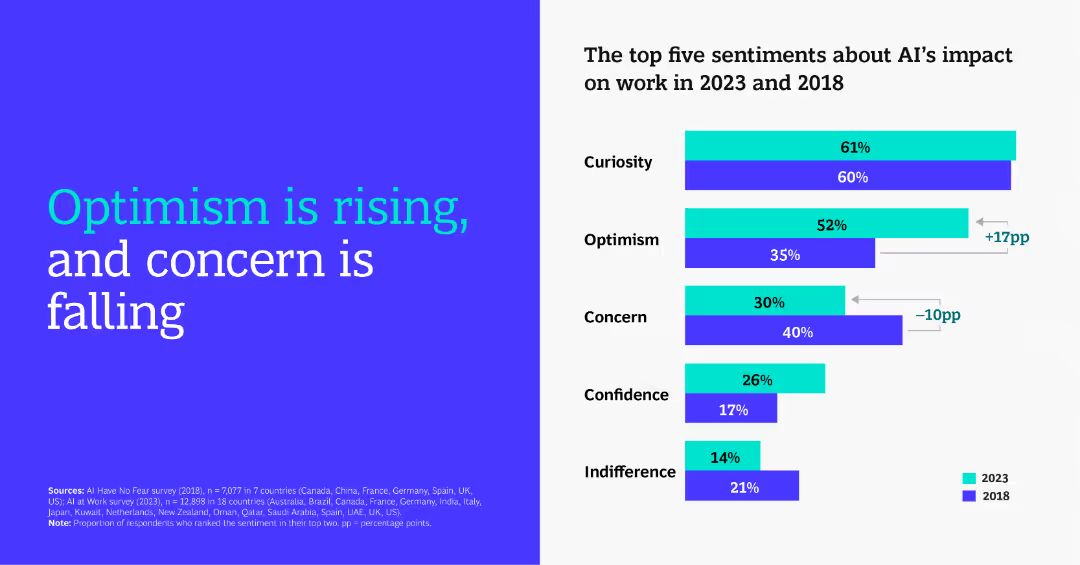 Optimism is rising,
and concern is
falling
Sources: AI Have No Fear survey (2018), n = 7,077 in 7 countries (Canada, China, France, Germany, Spain, UK,
US); AI at Work survey (2023), n = 12,898 in 18 countries (Australia, Brazil, Canada, France, Germany, India, Italy,
Japan, Kuwait, Netherlands, New Zealand, Oman, Qatar, Saudi Arabia, Spain, UAE, UK, US).
Note: Proportion of respondents who ranked the sentiment in their top two. pp = percentage points.
The top five sentiments about AI's impact
on work in 2023 and 2018
Curiosity
61%
60%
Optimism
52%
35%
+17pp
Concern
30%
40%
–10pp
Confidence
26%
17%
Indifference
14%
21%
2023
2018